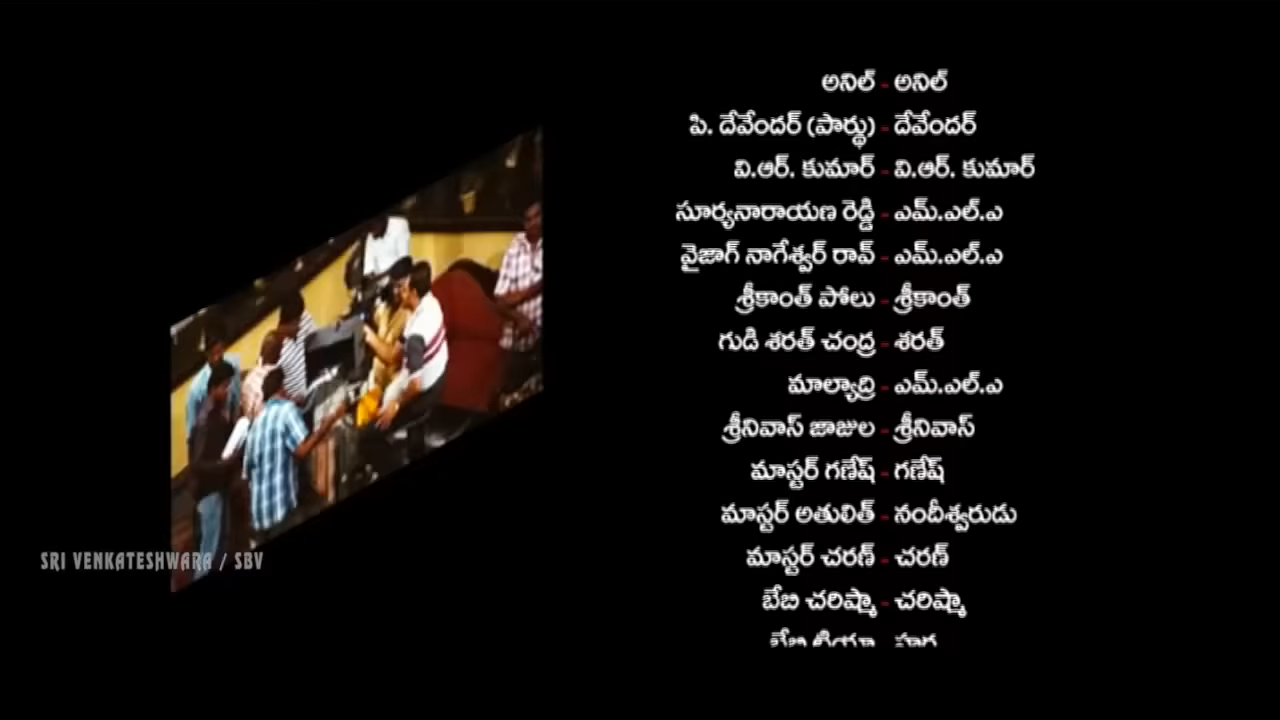 అనిల్ - అనిల్
పి. దేవేందర్ (పార్థు) - దేవేందర్
వి.ఆర్. కుమార్ - వి.ఆర్. కుమార్
సూర్యనారాయణ రెడ్డి - ఎమ్.ఎల్.ఎ
వైజాగ్ నాగేశ్వర్ రావ్ - ఎమ్.ఎల్.ఎ
శ్రీకాంత్ పోలు - శ్రీకాంత్
గుడి శరత్ చంద్ర - శరత్
మాల్యాద్రి - ఎమ్.ఎల్.ఎ
శ్రీనివాస్ జాజుల - శ్రీనివాస్
మాస్టర్ గణేష్ - గణేష్
మాస్టర్ అతులిత్ - నందీశ్వరుడు
మాస్టర్ చరణ్ - చరణ్
బేబి చరిష్మా - చరిష్మా
బేబి
SRI VENKATESHWARA / SBV